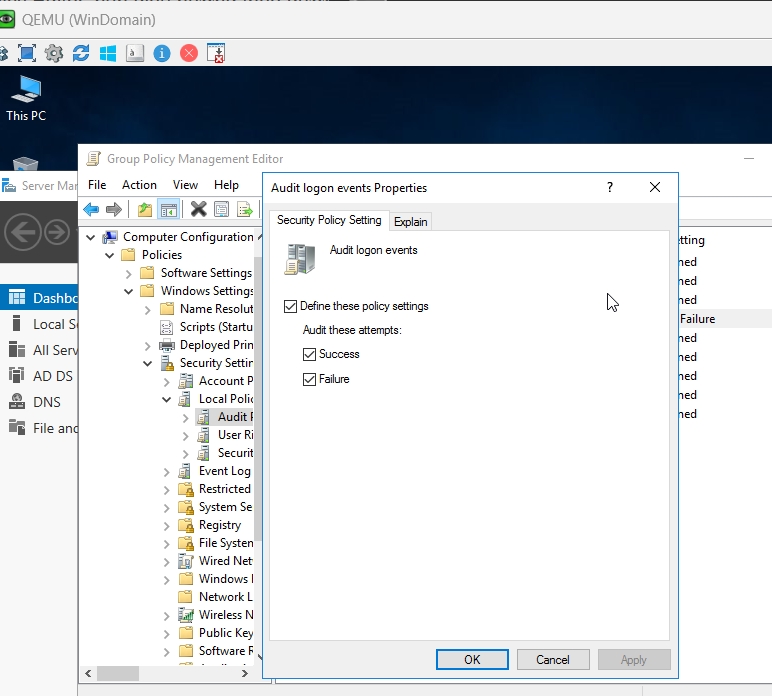 QEMU (WinDomain)
This PC
Group Policy Management Editor
Server Mar
File Action View Help
Audit logon events Properties
?
Security Policy Setting Explain
Audit logon events
Define these policy settings
Audit these attempts:
Success
Failure
OK Cancel Apply
Computer Configuration
Policies
Software Settings
Windows Settings
Name Resolut
Scripts (Startu
Deployed Prin
Security Settin
Account P
Local Polic
Audit P
User Ri
Securit
Event Log
Restricted
System Se
Registry
File System
Wired Net
Windows
Network L
Wireless N
Public Key
Software R
Dashbo
Local Se
All Serv
AD DS
DNS
File and
tting
ned
ned
ned
Failure
ned
ned
ned
ned
ned